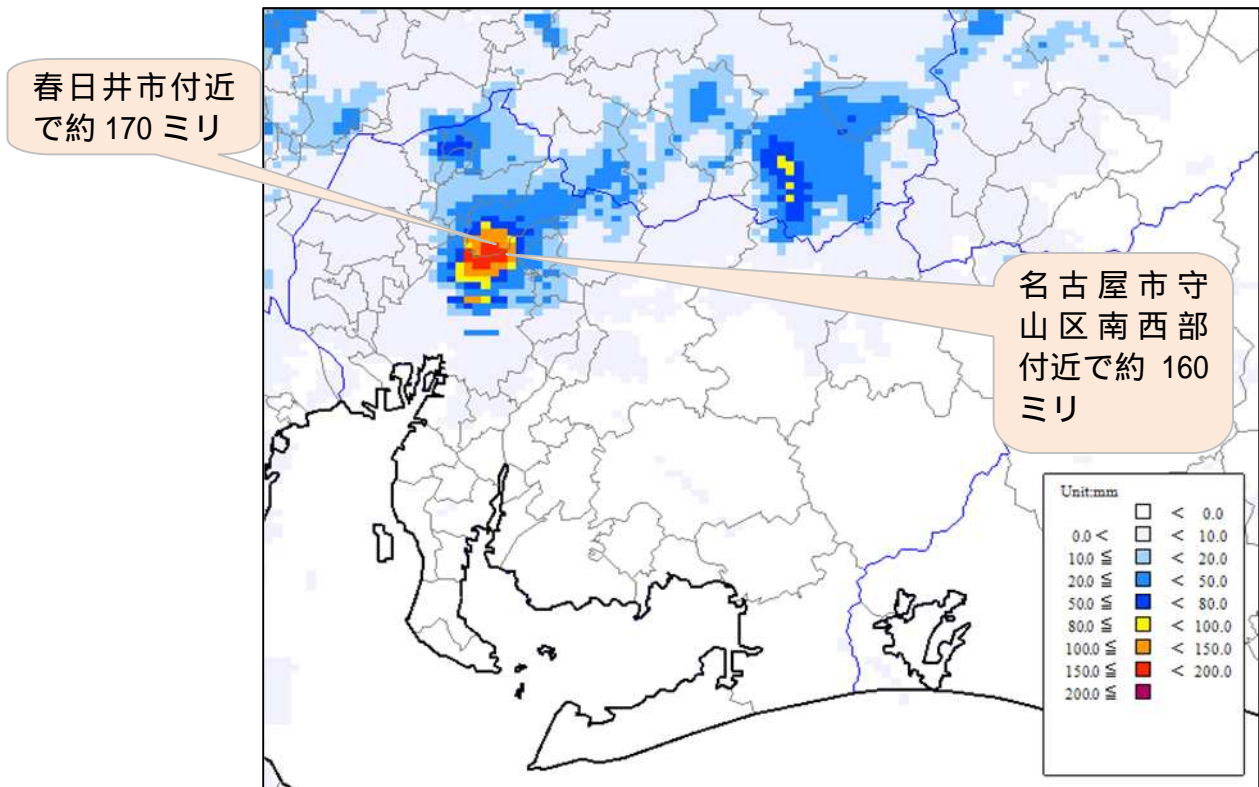 春日井市付近
で約 170 ミリ
名古屋市守
山区南西部
付近で約 160
ミリ
Unit:mm
< 0.0
0.0 < < 10.0
10.0 ≦ < 20.0
20.0 ≦ < 50.0
50.0 ≦ < 80.0
80.0 ≦ < 100.0
100.0 ≦ < 150.0
150.0 ≦ < 200.0
200.0 ≦